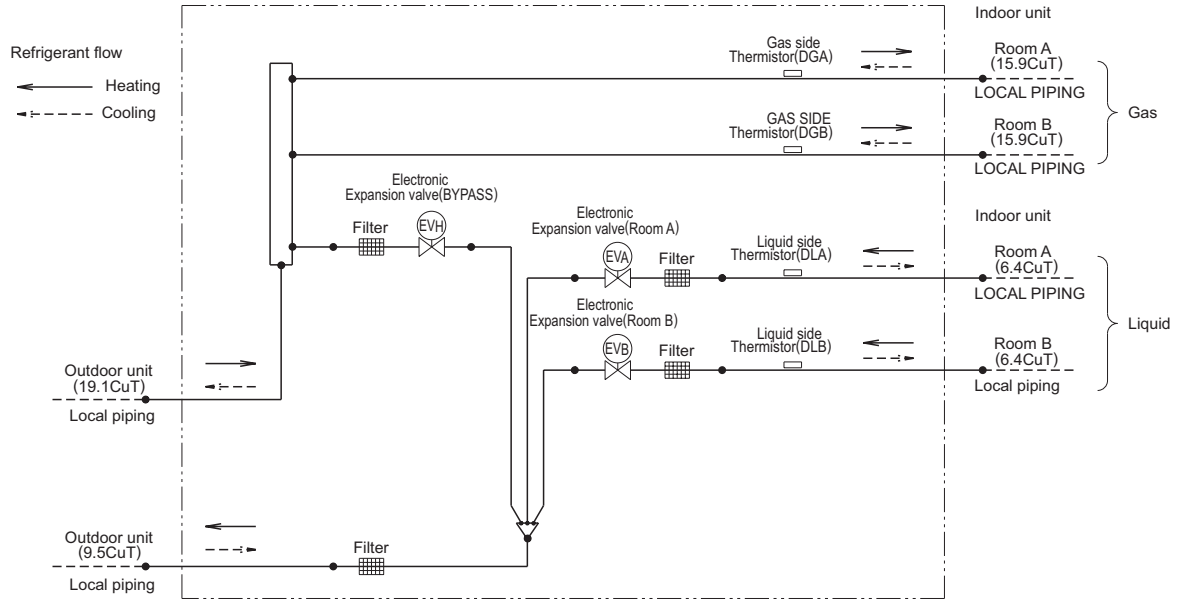 Refrigerant flow
Heating
Cooling
Gas side
Thermistor(DGA)
Indoor unit
Room A
(15.9CuT)
LOCAL PIPING
GAS SIDE
Thermistor(DGB)
Room B
(15.9CuT)
LOCAL PIPING
Gas
Electronic
Expansion valve(BYPASS)
Filter
EVH
Electronic
Expansion valve(Room A)
EVA
Filter
Liquid side
Thermistor(DLA)
Indoor unit
Room A
(6.4CuT)
LOCAL PIPING
Electronic
Expansion valve(Room B)
EVB
Filter
Liquid side
Thermistor(DLB)
Room B
(6.4CuT)
Local piping
Liquid
Outdoor unit
(19.1CuT)
Local piping
Outdoor unit
(9.5CuT)
Local piping
Filter